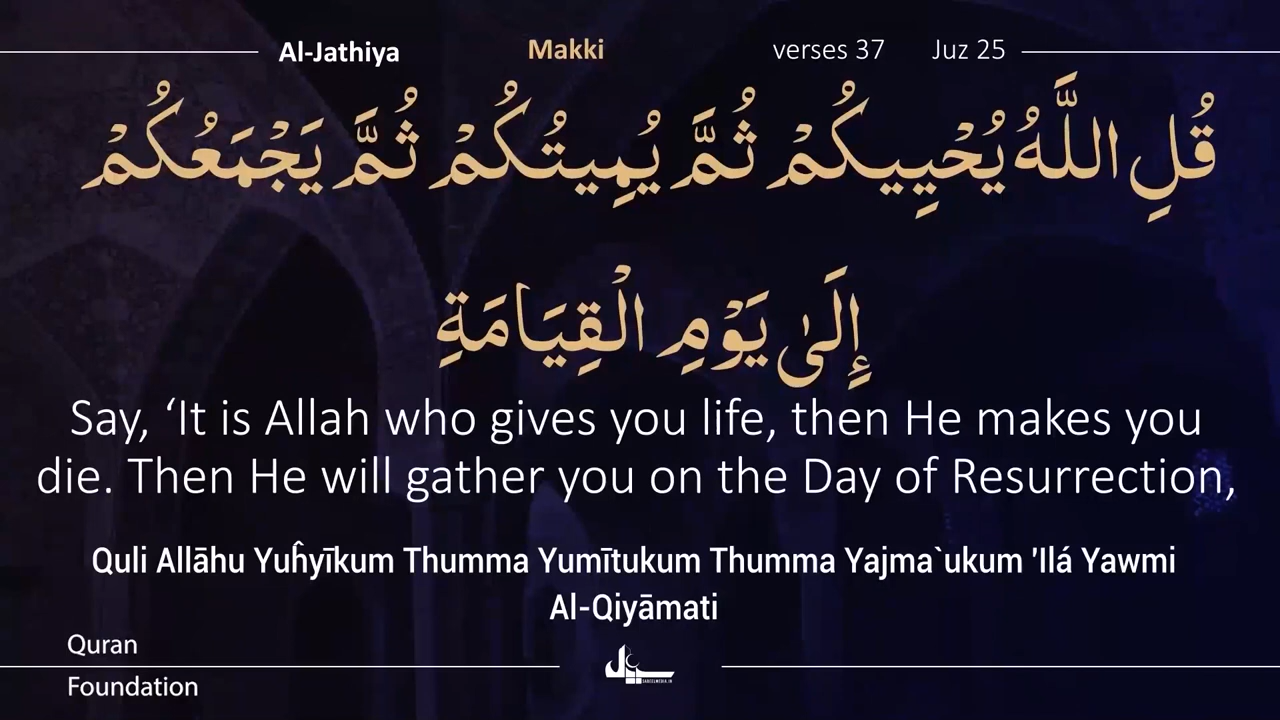 Al-Jathiya Makki verses 37 Juz 25
قُلِ اللَّهُ يُحْيِيكُمْ ثُمَّ يُمِيتُكُمْ ثُمَّ يَجْمَعُكُمْ
إِلَىٰ يَوْمِ الْقِيَامَةِ
Say, ‘It is Allah who gives you life, then He makes you
die. Then He will gather you on the Day of Resurrection,
Quli Allāhu Yuĥyīkum Thumma Yumītukum Thumma Yajma`ukum 'Ilá Yawmi
Al-Qiyāmati
Quran
Foundation
SABEELMEDIA.IN